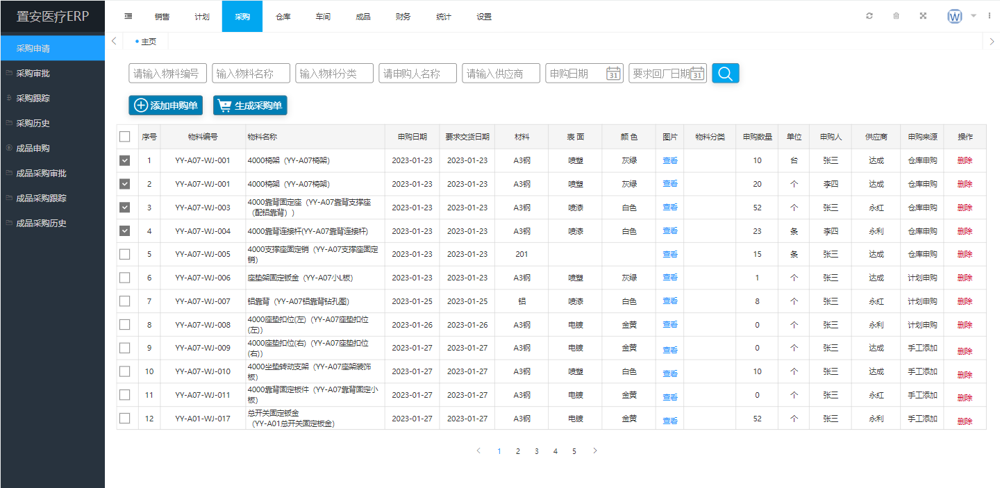 置安医疗ERP
销售 计划 采购 仓库 车间 成品 财务 统计 设置
W
主页
采购申请
采购审批
采购跟踪
采购历史
成品申购
成品采购审批
成品采购跟踪
成品采购历史
请输入物料编号 输入物料名称 输入物料分类 请申购人名称 请输入供应商 申购日期 31 要求回厂日期 31
添加申购单 生成采购单
序号 物料编号 物料名称 申购日期 要求交货日期 材料 表 面 颜 色 图片 物料分类 申购数量 单位 申购人 供应商 申购来源 操作
1 YY-A07-WJ-001 4000椅架（YY-A07椅架) 2023-01-23 2023-01-23 A3钢 喷塑 灰绿 查看 10 台 张三 达成 仓库申购 删除
2 YY-A07-WJ-001 4000椅架（YY-A07椅架) 2023-01-23 2023-01-23 A3钢 喷塑 灰绿 查看 20 个 李四 达成 仓库申购 删除
3 YY-A07-WJ-003 4000靠背固定座（YY-A07靠背支撑座
（配铝靠背）) 2023-01-23 2023-01-23 A3钢 喷漆 白色 查看 52 个 张三 永红 仓库申购 删除
4 YY-A07-WJ-004 4000靠背连接杆(YY-A07靠背连接杆) 2023-01-23 2023-01-23 A3钢 喷漆 白色 查看 23 条 李四 永利 仓库申购 删除
5 YY-A07-WJ-005 4000支撑座固定销（YY-A07支撑座固定
销) 2023-01-23 2023-01-23 201 查看 15 条 张三 达成 仓库申购 删除
6 YY-A07-WJ-006 座垫架固定钣金（YY-A07小L板) 2023-01-23 2023-01-23 A3钢 喷塑 灰绿 查看 1 个 张三 达成 计划申购 删除
7 YY-A07-WJ-007 铝靠背（YY-A07铝靠背钻孔图) 2023-01-25 2023-01-25 铝 喷漆 白色 查看 8 个 张三 永红 计划申购 删除
8 YY-A07-WJ-008 4000座垫扣位(左)（YY-A07座垫扣位
(左)) 2023-01-26 2023-01-26 A3钢 电镀 金黄 查看 0 个 张三 永利 计划申购 删除
9 YY-A07-WJ-009 4000座垫扣位(右)（YY-A07座垫扣位
(右)) 2023-01-27 2023-01-27 A3钢 电镀 金黄 查看 0 个 张三 达成 手工添加 删除
10 YY-A07-WJ-010 4000坐垫转动支架（YY-A07座架装饰
板) 2023-01-27 2023-01-27 A3钢 喷塑 白色 查看 10 个 张三 达成 手工添加 删除
11 YY-A07-WJ-011 4000靠背固定板件（YY-A07靠背固定小
板) 2023-01-27 2023-01-27 A3钢 电镀 金黄 查看 0 个 张三 永红 手工添加 删除
12 YY-A01-WJ-017 总开关固定钣金
（YY-A01总开关固定板金) 2023-01-27 2023-01-27 A3钢 电镀 金黄 查看 52 个 张三 永利 手工添加 删除
1 2 3 4 5